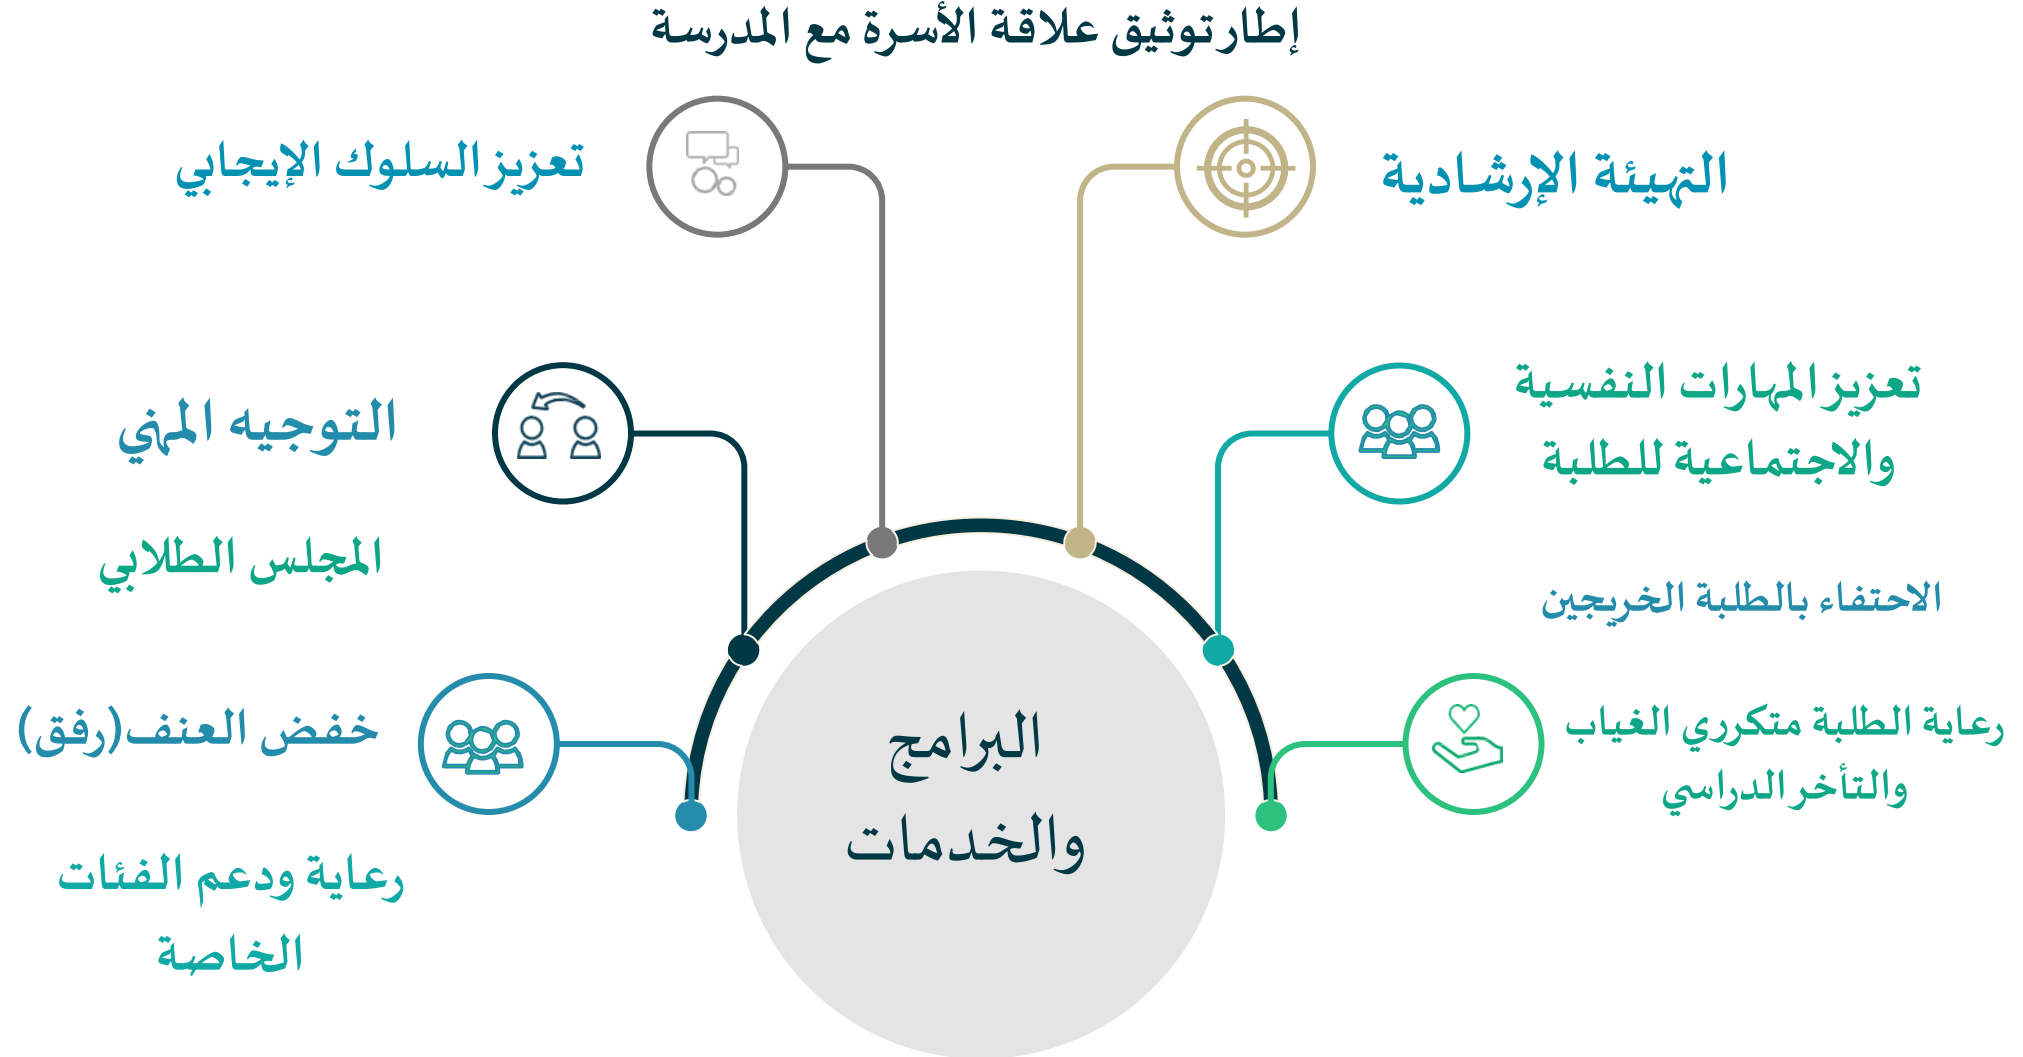 إطار توثيق علاقة الأسرة مع المدرسة
التهيئة الإرشادية
تعزيز السلوك الإيجابي
تعزيز المهارات النفسية
والاجتماعية للطلبة
التوجيه المهني
الاحتفاء بالطلبة الخريجين
المجلس الطلابي
رعاية الطلبة متكرري الغياب
والتأخر الدراسي
خفض العنف(رفق)
رعاية ودعم الفئات
الخاصة
البرامج
والخدمات